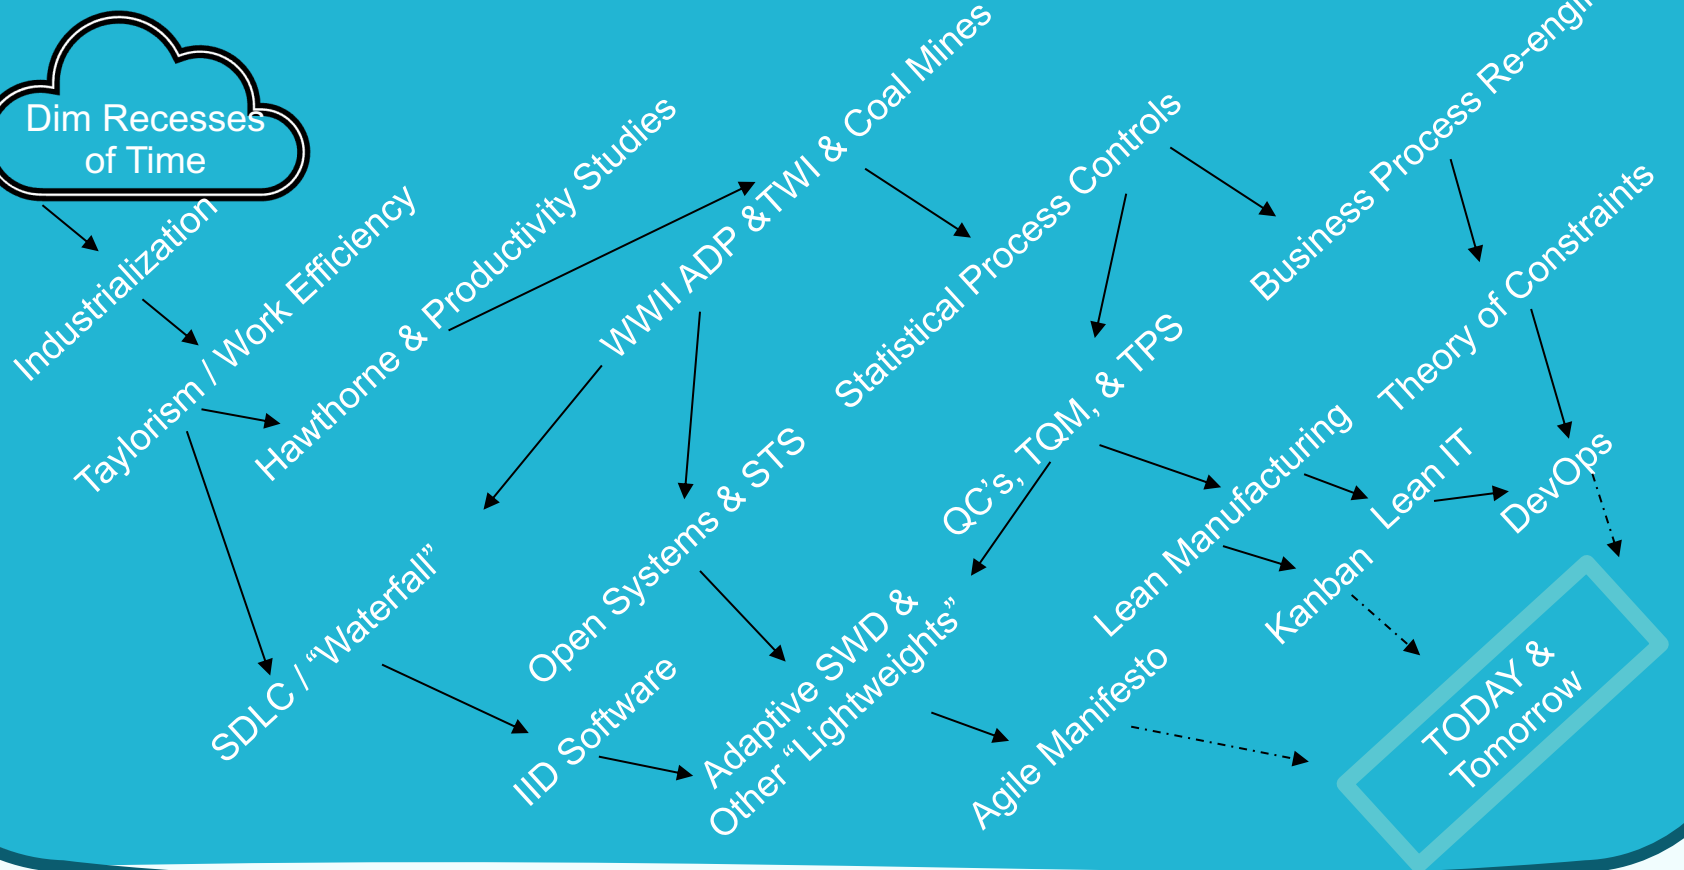 Dim Recesses
of Time
Industrialization
Taylorism / Work Efficiency
Hawthorne & Productivity Studies
WWII ADP &TWI & Coal Mines
Statistical Process Controls
Business Process Re-engi
Theory of Constraints
SDLC / “Waterfall”
Open Systems & STS
QC’s, TQM, & TPS
Lean Manufacturing
Lean IT
DevOps
IID Software
Adaptive SWD &
Other “Lightweights”
Agile Manifesto
Kanban
TODAY &
Tomorrow